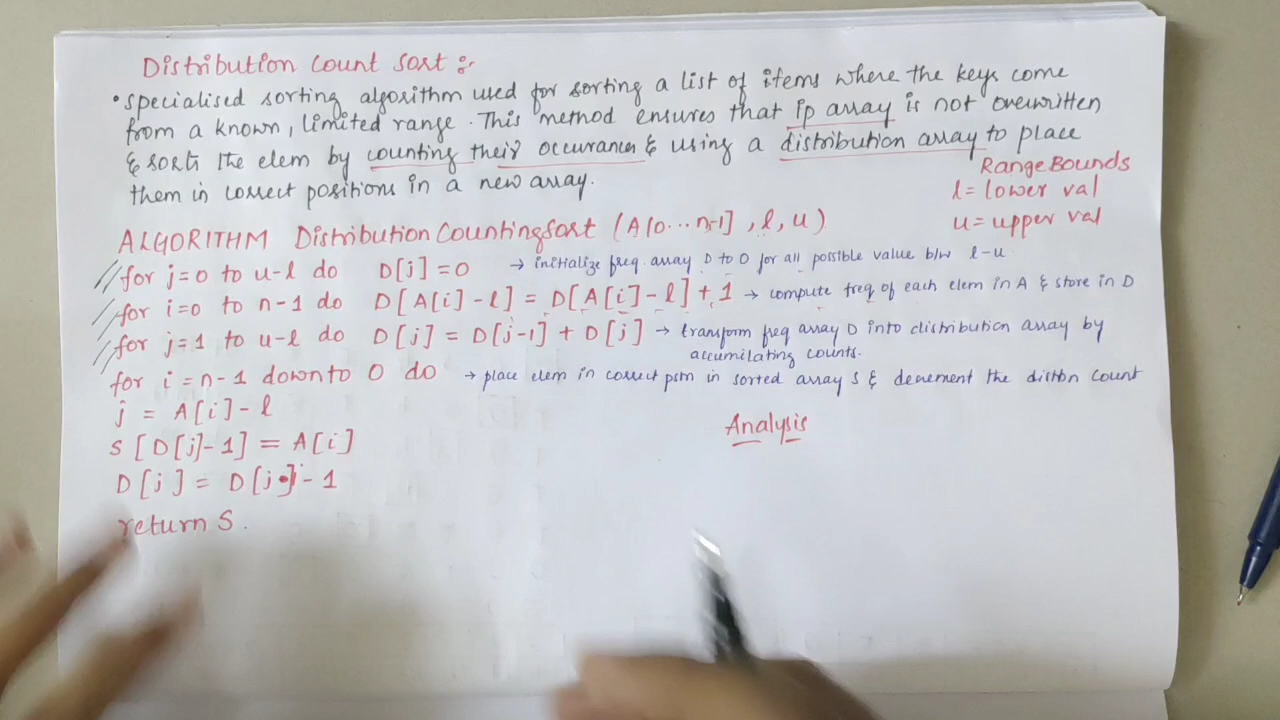 Distribution count sort :
• specialised sorting algorithm used for sorting a list of items where the keys come
from a known, limited range. This method ensures that ip array is not overwritten
& sorts the elem by counting their occurances & using a distribution array to place
them in correct positions in a new array.
Range Bounds
l = lower val
u = upper val
ALGORITHM Distribution Counting Sort (A[0...n-1], l, u)
for j=0 to u-l do D[j]=0 → initialize freq. array D to 0 for all possible value b/w l-u
for i=0 to n-1 do D[A[i]-l] = D[A[i]-l]+1 → compute freq of each elem in A & store in D
for j=1 to u-l do D[j] = D[j-1] + D[j] → transform freq array D into distribution array by
accumilating counts.
for i=n-1 down to 0 do → place elem in correct pstn in sorted array S & decrement the distbn count
j = A[i]-l
S[D[j]-1] = A[i]
D[j] = D[j]-1
return S.
Analysis